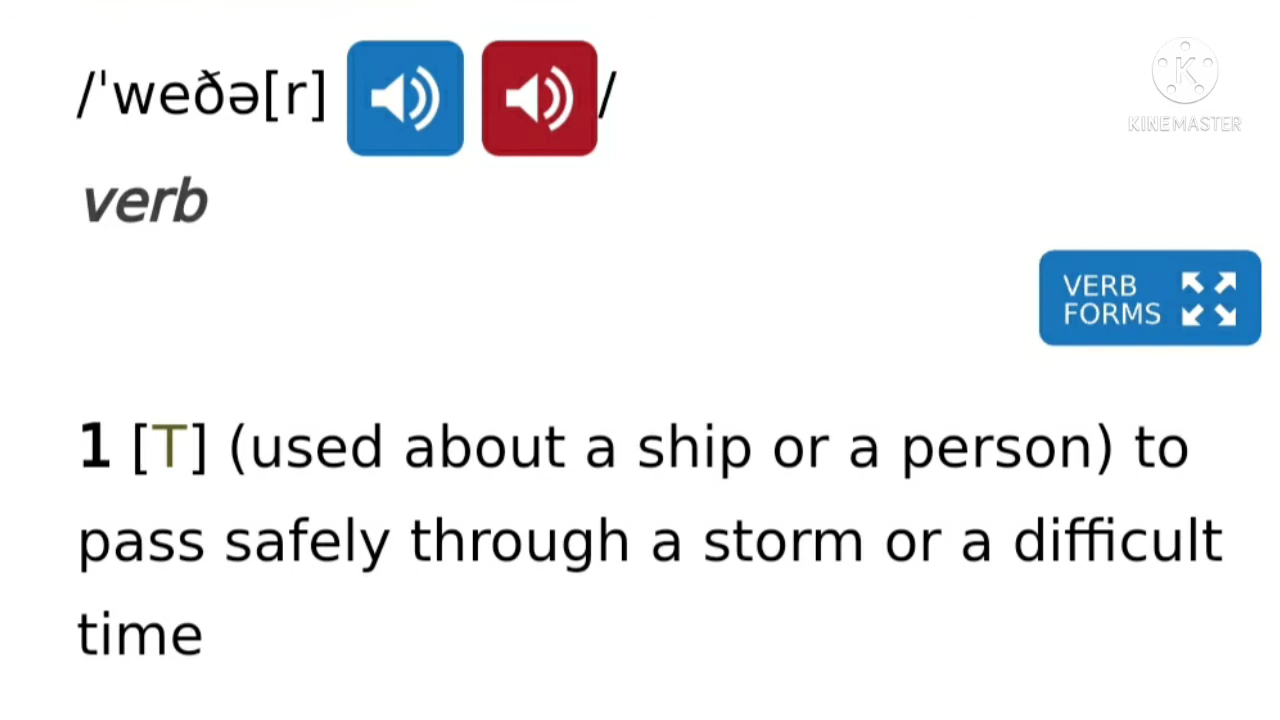 /ˈweðə[r] /
verb
KINEMASTER
VERB
FORMS
1 [T] (used about a ship or a person) to
pass safely through a storm or a difficult
time